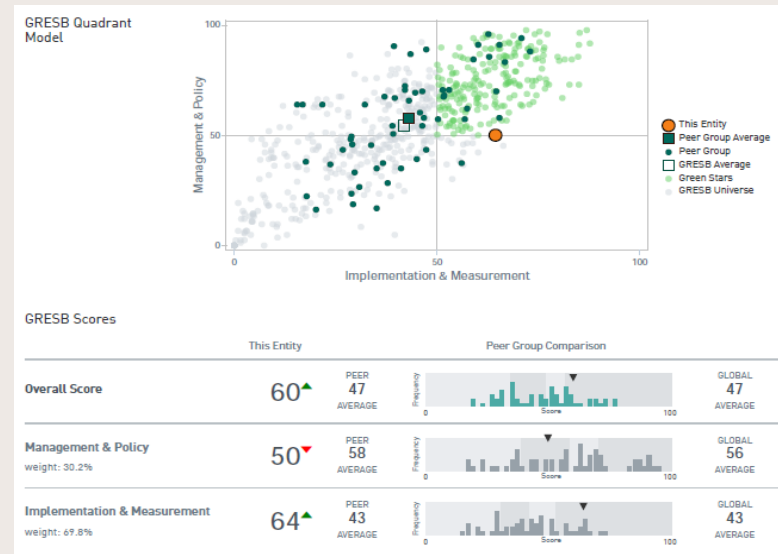 GRESB Quadrant
Model
Management & Policy
100
50
0
0
50
100
Implementation & Measurement
This Entity
Peer Group Average
Peer Group
GRESB Average
Green Stars
GRESB Universe
GRESB Scores
This Entity
Peer Group Comparison
Overall Score
60
PEER
47
AVERAGE
Frequency
0
Score
100
GLOBAL
47
AVERAGE
Management & Policy
weight: 30.2%
50
PEER
58
AVERAGE
Frequency
0
Score
100
GLOBAL
56
AVERAGE
Implementation & Measurement
weight: 69.8%
64
PEER
43
AVERAGE
Frequency
0
Score
100
GLOBAL
43
AVERAGE